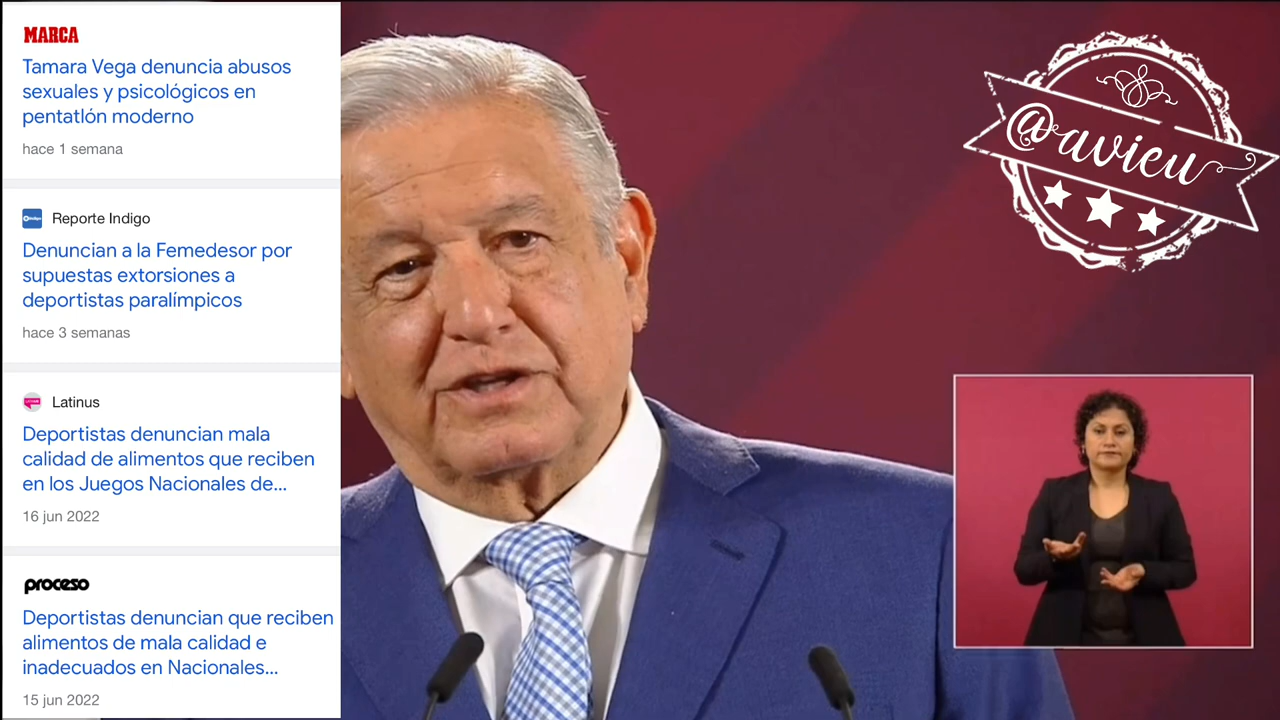 MARCA
Tamara Vega denuncia abusos
sexuales y psicológicos en
pentatlón moderno
hace 1 semana
Reporte Indigo
Denuncian a la Femedesor por
supuestas extorsiones a
deportistas paralímpicos
hace 3 semanas
Latinus
Deportistas denuncian mala
calidad de alimentos que reciben
en los Juegos Nacionales de...
16 jun 2022
proceso
Deportistas denuncian que reciben
alimentos de mala calidad e
inadecuados en Nacionales...
15 jun 2022
@avieu